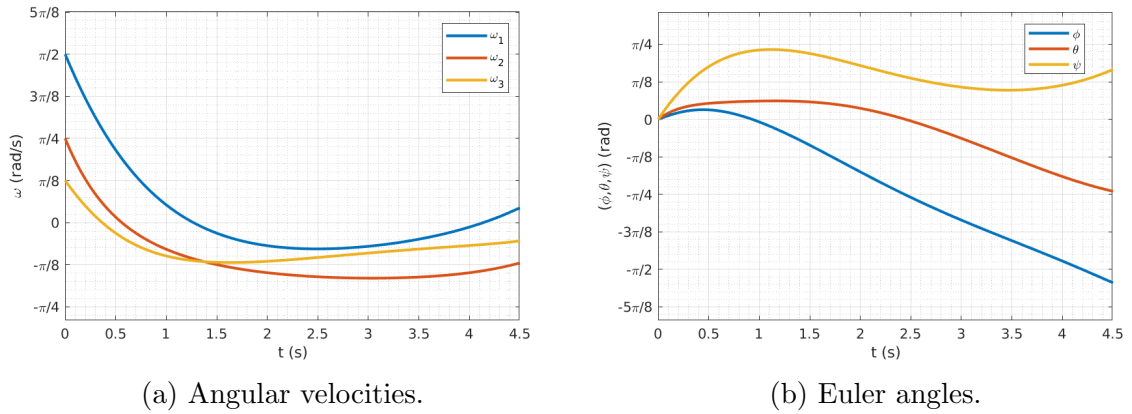 5π/8
π/2
3π/8
π/4
π/8
0
-π/8
-π/4
ω (rad/s)
0 0.5 1 1.5 2 2.5 3 3.5 4 4.5
t (s)
ω₁
ω₂
ω₃
(a) Angular velocities.
π/4
π/8
0
-π/8
-π/4
-3π/8
-π/2
-5π/8
(ϕ,θ,ψ) (rad)
0 0.5 1 1.5 2 2.5 3 3.5 4 4.5
t (s)
ϕ
θ
ψ
(b) Euler angles.